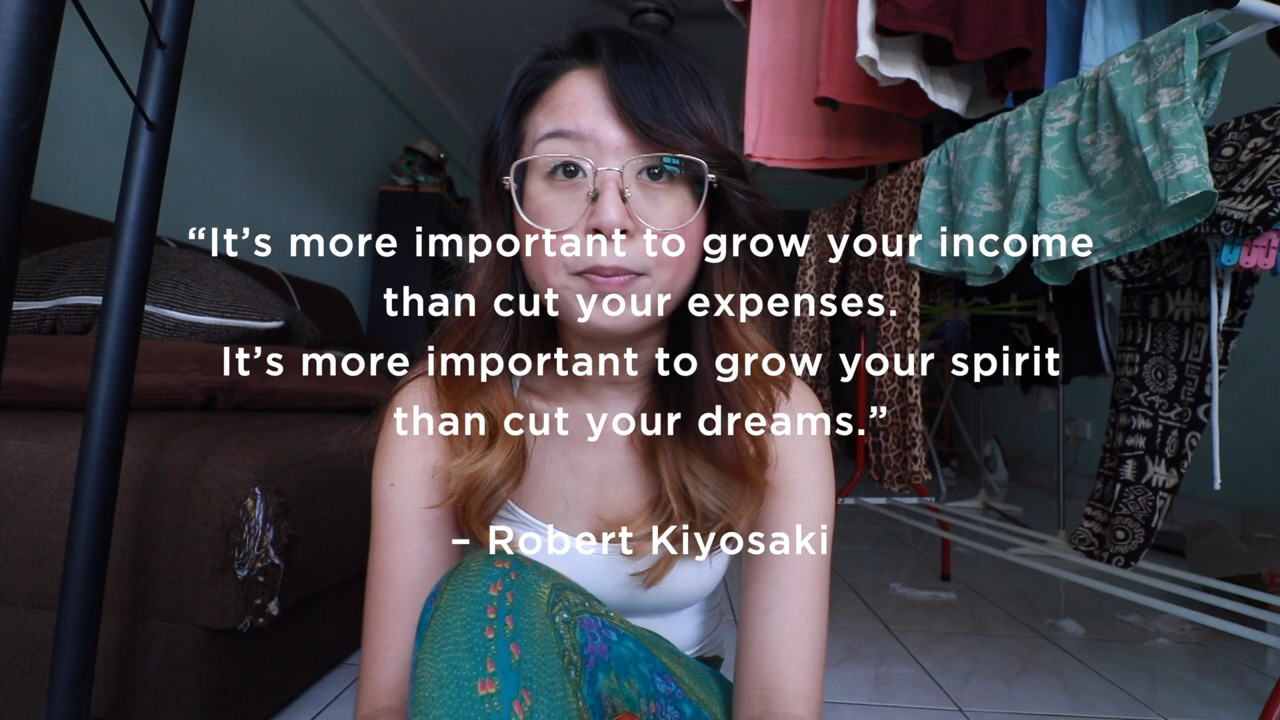 “It’s more important to grow your income
than cut your expenses.
It’s more important to grow your spirit
than cut your dreams.”
– Robert Kiyosaki